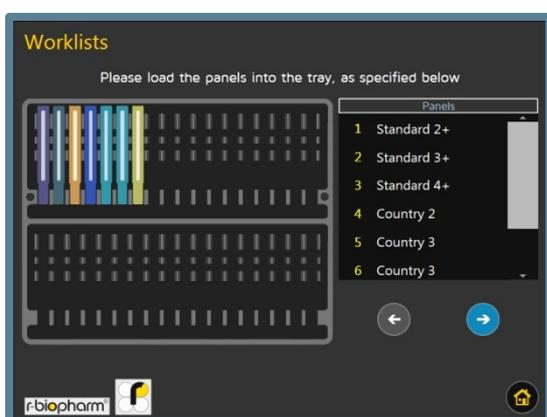 Worklists
Please load the panels into the tray, as specified below
Panels
1 Standard 2+
2 Standard 3+
3 Standard 4+
4 Country 2
5 Country 3
6 Country 3
r-biopharm®